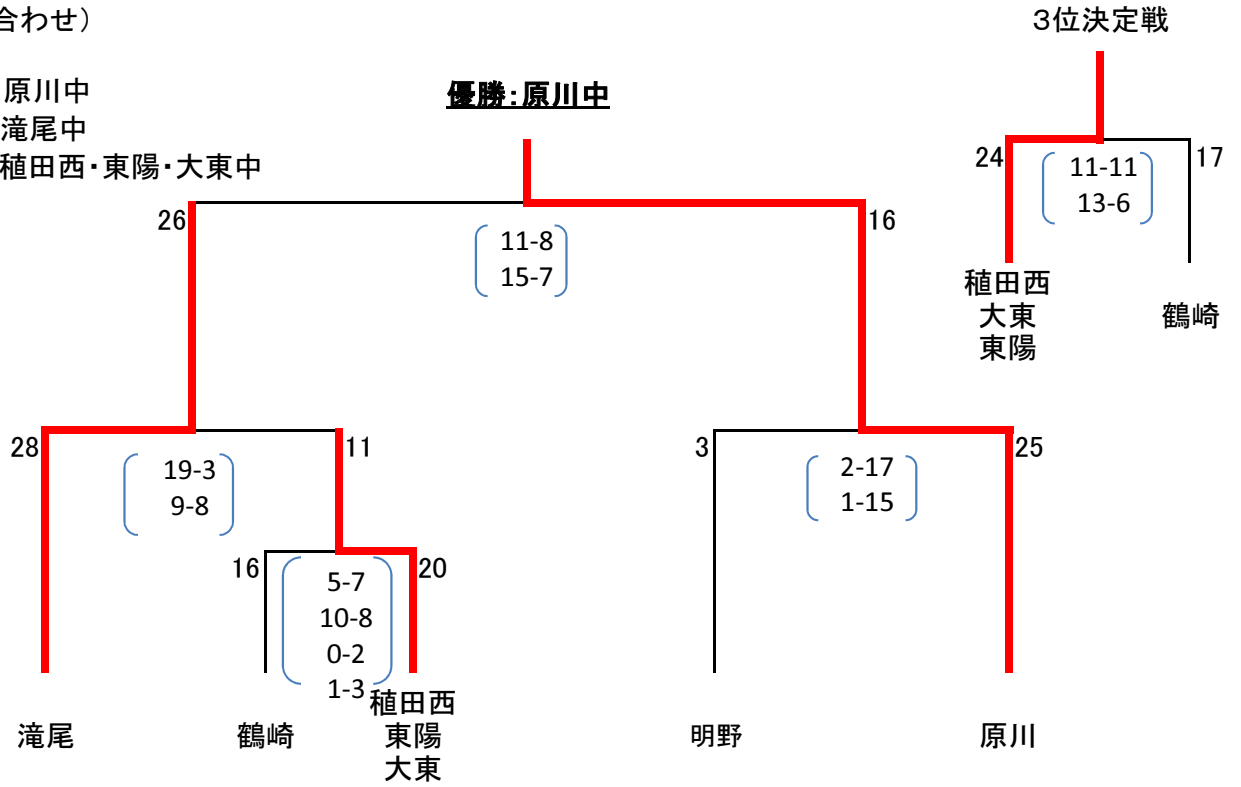 合わせ）
3位決定戦
原川中
滝尾中
稙田西・東陽・大東中
優勝：原川中
24
11-11
13-6
17
26
11-8
15-7
16
稙田西
大東
東陽
鶴崎
28
19-3
9-8
11
3
2-17
1-15
25
16
5-7
10-8
0-2
1-3
20
滝尾
鶴崎
稙田西
東陽
大東
明野
原川